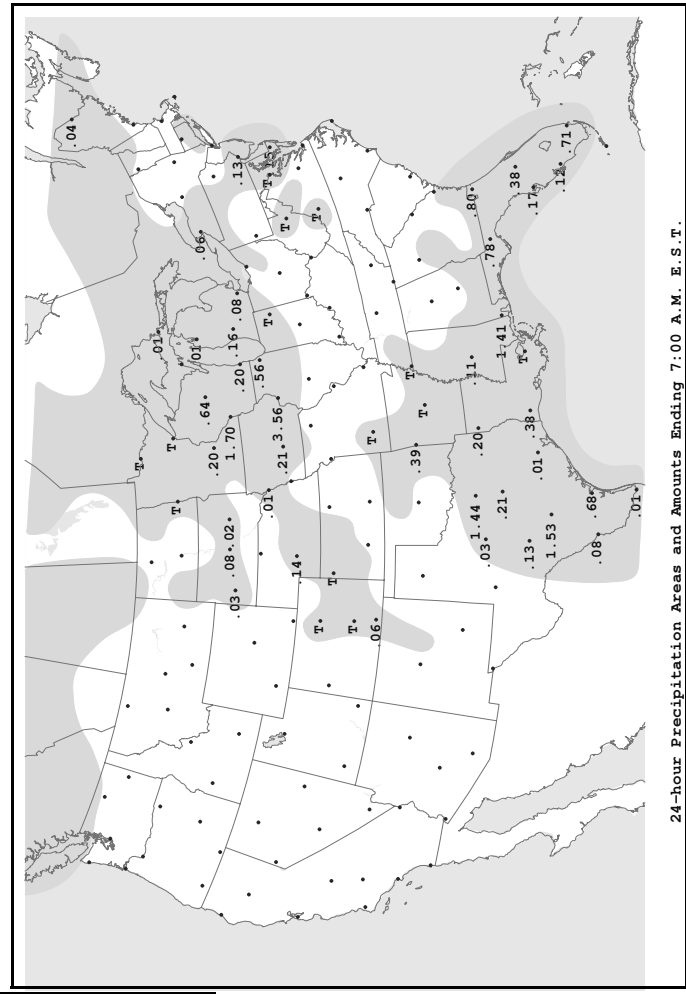 .04
T
.01
T
T
.01
.06
.64
.20
.08 .02 1.70 .16
.03 .08 .13
.20
.56
.01 T T .15
.21 3.56
T
.14
T
T
T
T
.06 T
T
.39 T
.11 .80
1.44 .20
.03 .78
.21 1.41
.38
T
.13 .38 .17
.01
1.53
.12
.71
.68
.08
.01
24-hour Precipitation Areas and Amounts Ending 7:00 A.M. E.S.T.